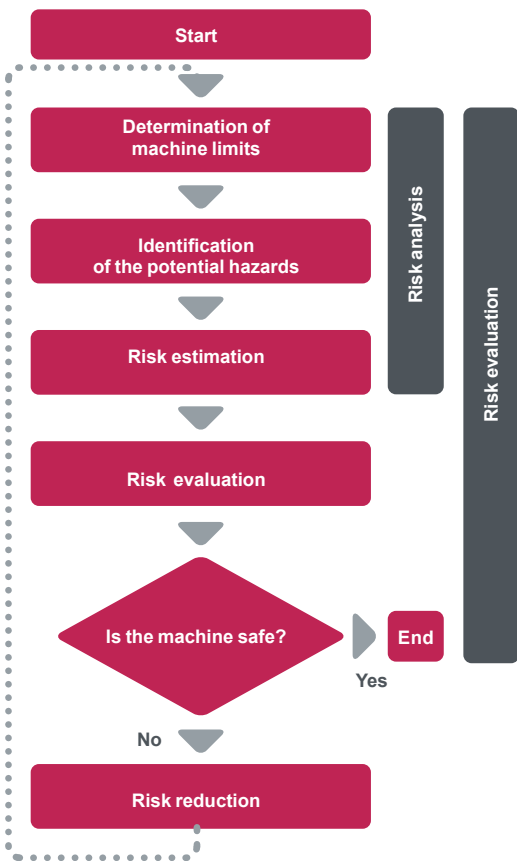 Start
Determination of
machine limits
Identification
of the potential hazards
Risk estimation
Risk evaluation
Is the machine safe?
End
Yes
No
Risk reduction
Risk analysis
Risk evaluation